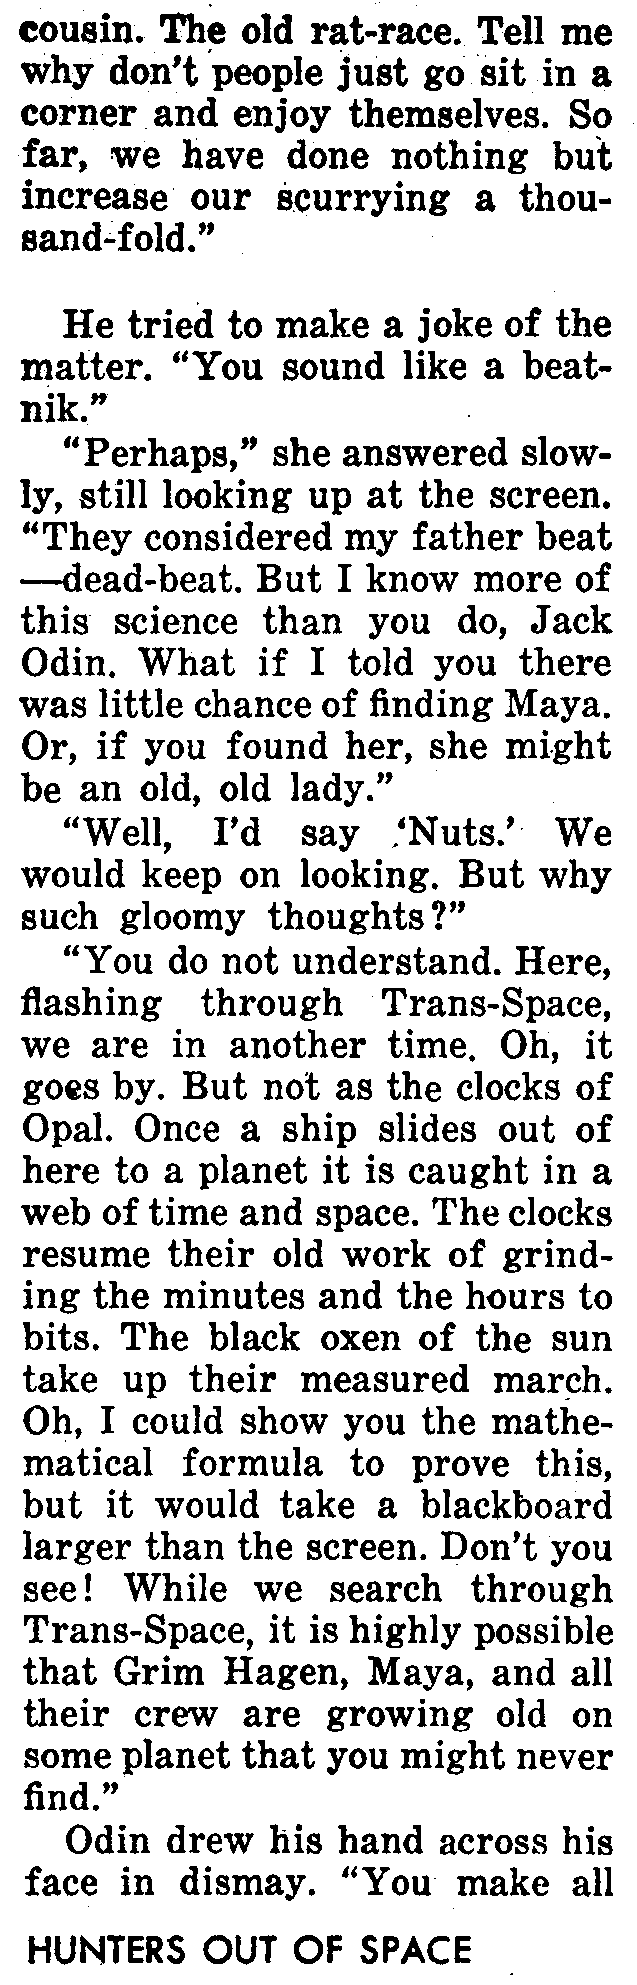 cousin. The old rat-race. Tell me
why don't people just go sit in a
corner and enjoy themselves. So
far, we have done nothing but
increase our scurrying a thou-
sand-fold.”
He tried to make a joke of the
matter. “You sound like a beat-
nik.”
“Perhaps,” she answered slow-
ly, still looking up at the screen.
“They considered my father beat
—dead-beat. But I know more of
this science than you do, Jack
Odin. What if I told you there
was little chance of finding Maya.
Or, if you found her, she might
be an old, old lady.”
“Well, I'd say ‘Nuts.’ We
would keep on looking. But why
such gloomy thoughts?”
“You do not understand. Here,
flashing through Trans-Space,
we are in another time. Oh, it
goes by. But not as the clocks of
Opal. Once a ship slides out of
here to a planet it is caught in a
web of time and space. The clocks
resume their old work of grind-
ing the minutes and the hours to
bits. The black oxen of the sun
take up their measured march.
Oh, I could show you the mathe-
matical formula to prove this,
but it would take a blackboard
larger than the screen. Don't you
see! While we search through
Trans-Space, it is highly possible
that Grim Hagen, Maya, and all
their crew are growing old on
some planet that you might never
find.”
Odin drew his hand across his
face in dismay. “You make all
HUNTERS OUT OF SPACE